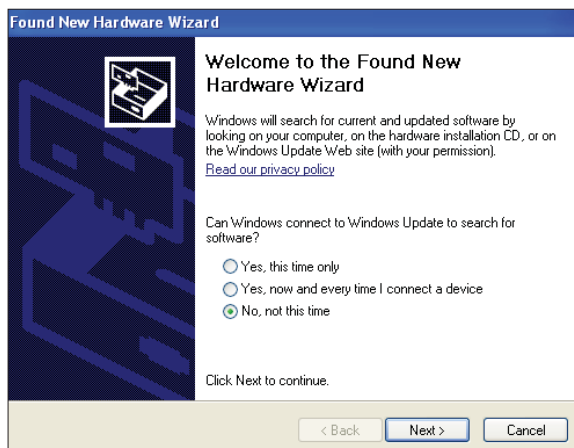 Found New Hardware Wizard
Welcome to the Found New
Hardware Wizard
Windows will search for current and updated software by
looking on your computer, on the hardware installation CD, or on
the Windows Update Web site (with your permission).
Read our privacy policy
Can Windows connect to Windows Update to search for
software?
Yes, this time only
Yes, now and every time I connect a device
No, not this time
Click Next to continue.
< Back Next > Cancel